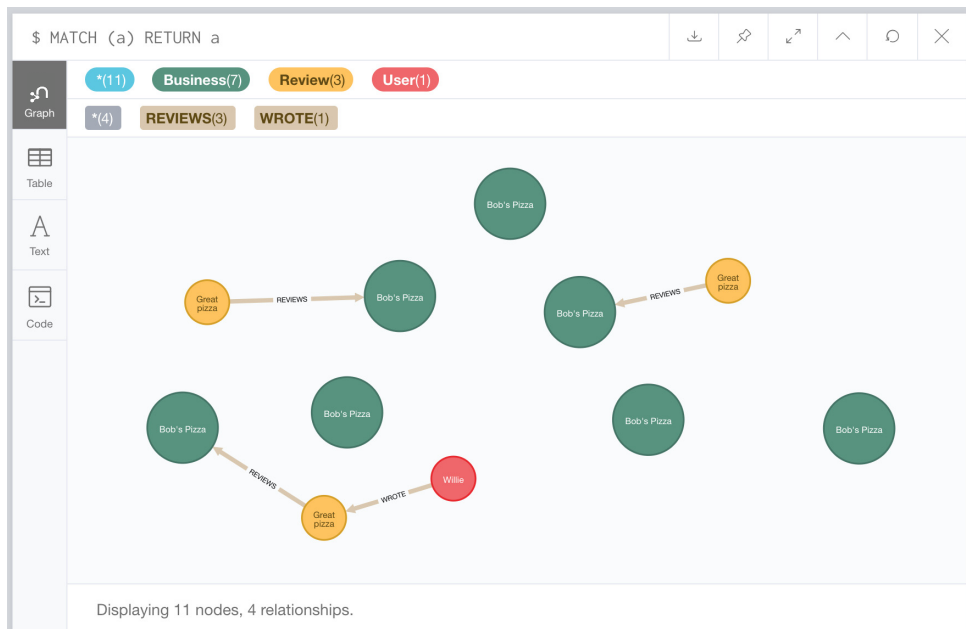 $ MATCH (a) RETURN a
*(11) Business(7) Review(3) User(1)
*(4) REVIEWS(3) WROTE(1)
Graph
Table
Text
Code
Bob's Pizza
Great
pizza
REVIEWS
Bob's Pizza
Bob's Pizza
REVIEWS
Great
pizza
Bob's Pizza
Bob's Pizza
Bob's Pizza
Bob's Pizza
REVIEWS
Great
pizza
WROTE
Willie
Displaying 11 nodes, 4 relationships.